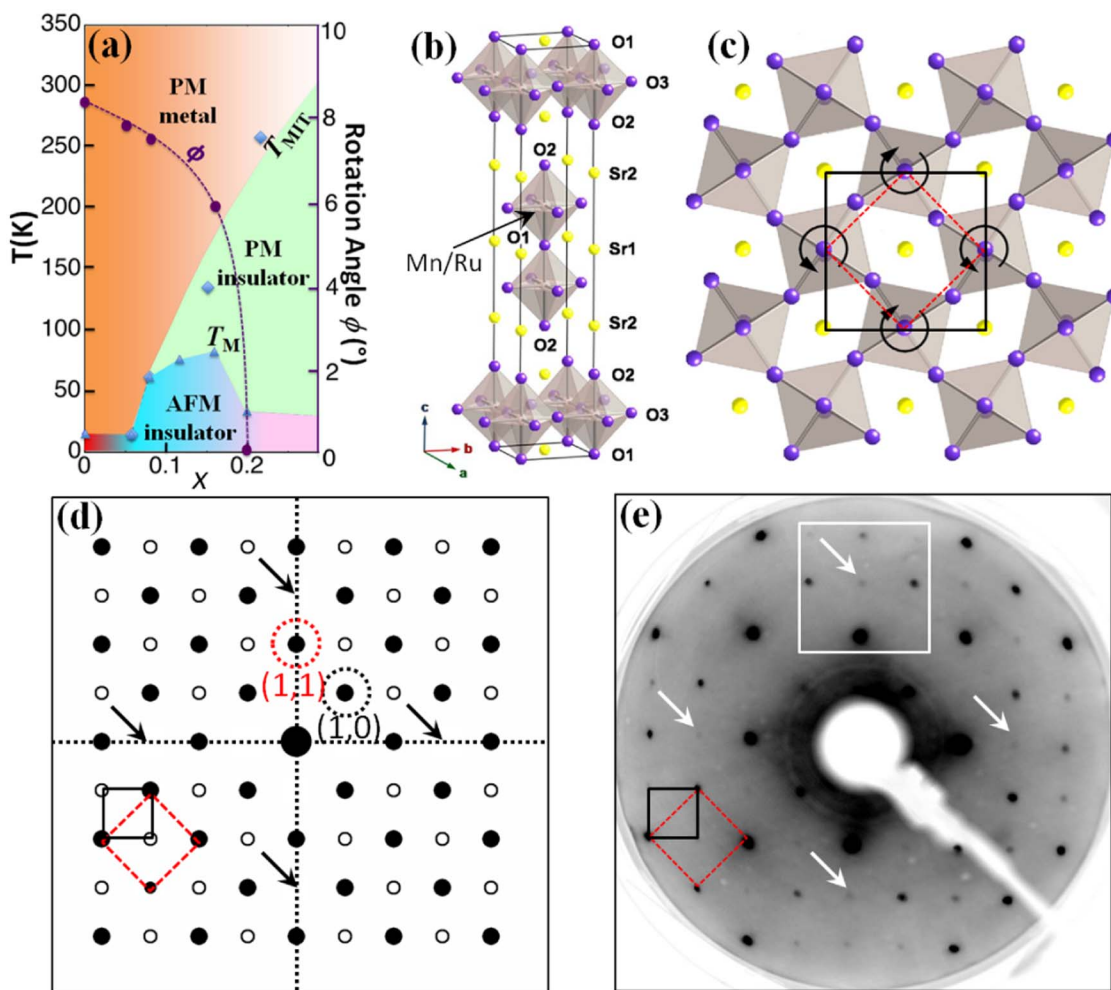 (a)
350
300
250
200
150
100
50
0
T(K)
PM
metal
ϕ
T_MIT
PM
insulator
T_M
AFM
insulator
10
8
6
4
2
0
Rotation Angle ϕ (°)
0
0.1
0.2
x
(b)
O1
O3
O2
O2
Sr2
O1
Mn/Ru
Sr1
Sr2
O2
O2
O3
O1
c
b
a
(c)
(d)
(1,1)
(1,0)
(e)